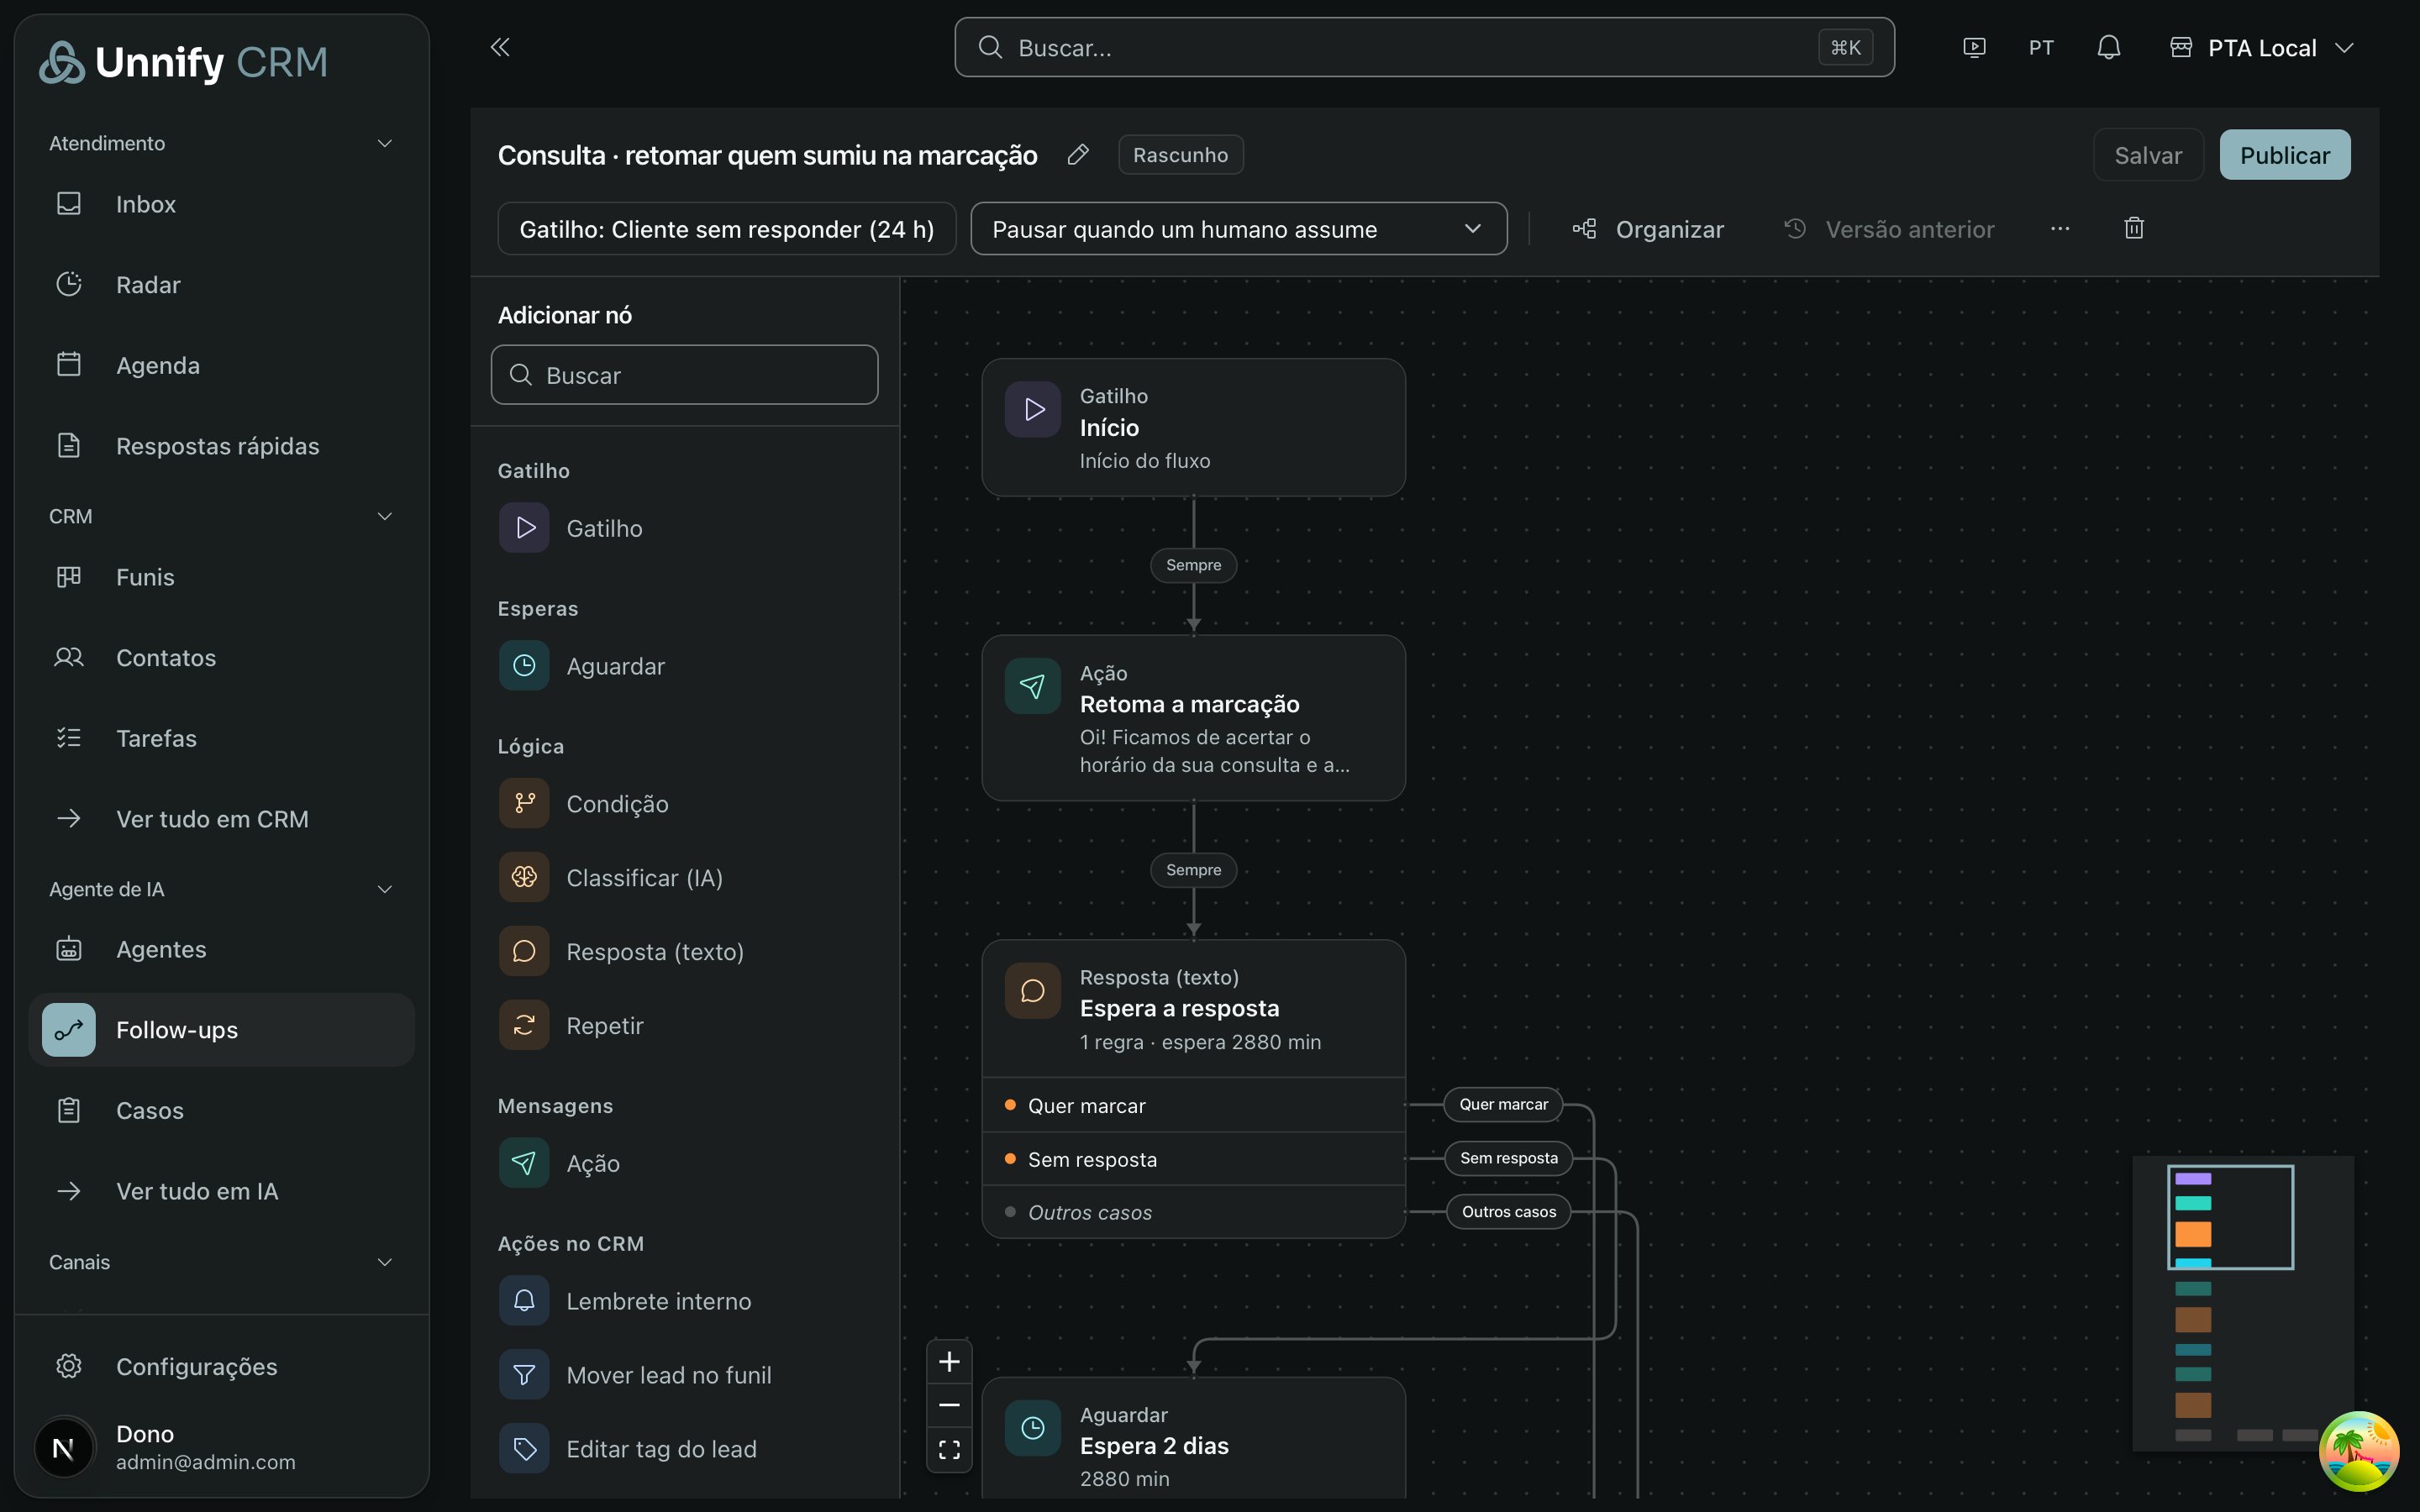 Unnify CRM
Atendimento
Inbox
Radar
Agenda
Respostas rápidas
CRM
Funis
Contatos
Tarefas
Ver tudo em CRM
Agente de IA
Agentes
Follow-ups
Casos
Ver tudo em IA
Canais
Configurações
N
Dono
admin@admin.com
Buscar...
⌘K
PT
PTA Local
Consulta · retomar quem sumiu na marcação
Rascunho
Salvar
Publicar
Gatilho: Cliente sem responder (24 h)
Pausar quando um humano assume
Organizar
Versão anterior
Adicionar nó
Buscar
Gatilho
Gatilho
Esperas
Aguardar
Lógica
Condição
Classificar (IA)
Resposta (texto)
Repetir
Mensagens
Ação
Ações no CRM
Lembrete interno
Mover lead no funil
Editar tag do lead
Gatilho
Início
Início do fluxo
Sempre
Ação
Retoma a marcação
Oi! Ficamos de acertar o
horário da sua consulta e a...
Sempre
Resposta (texto)
Espera a resposta
1 regra · espera 2880 min
Quer marcar
Quer marcar
Sem resposta
Sem resposta
Outros casos
Outros casos
Aguardar
Espera 2 dias
2880 min